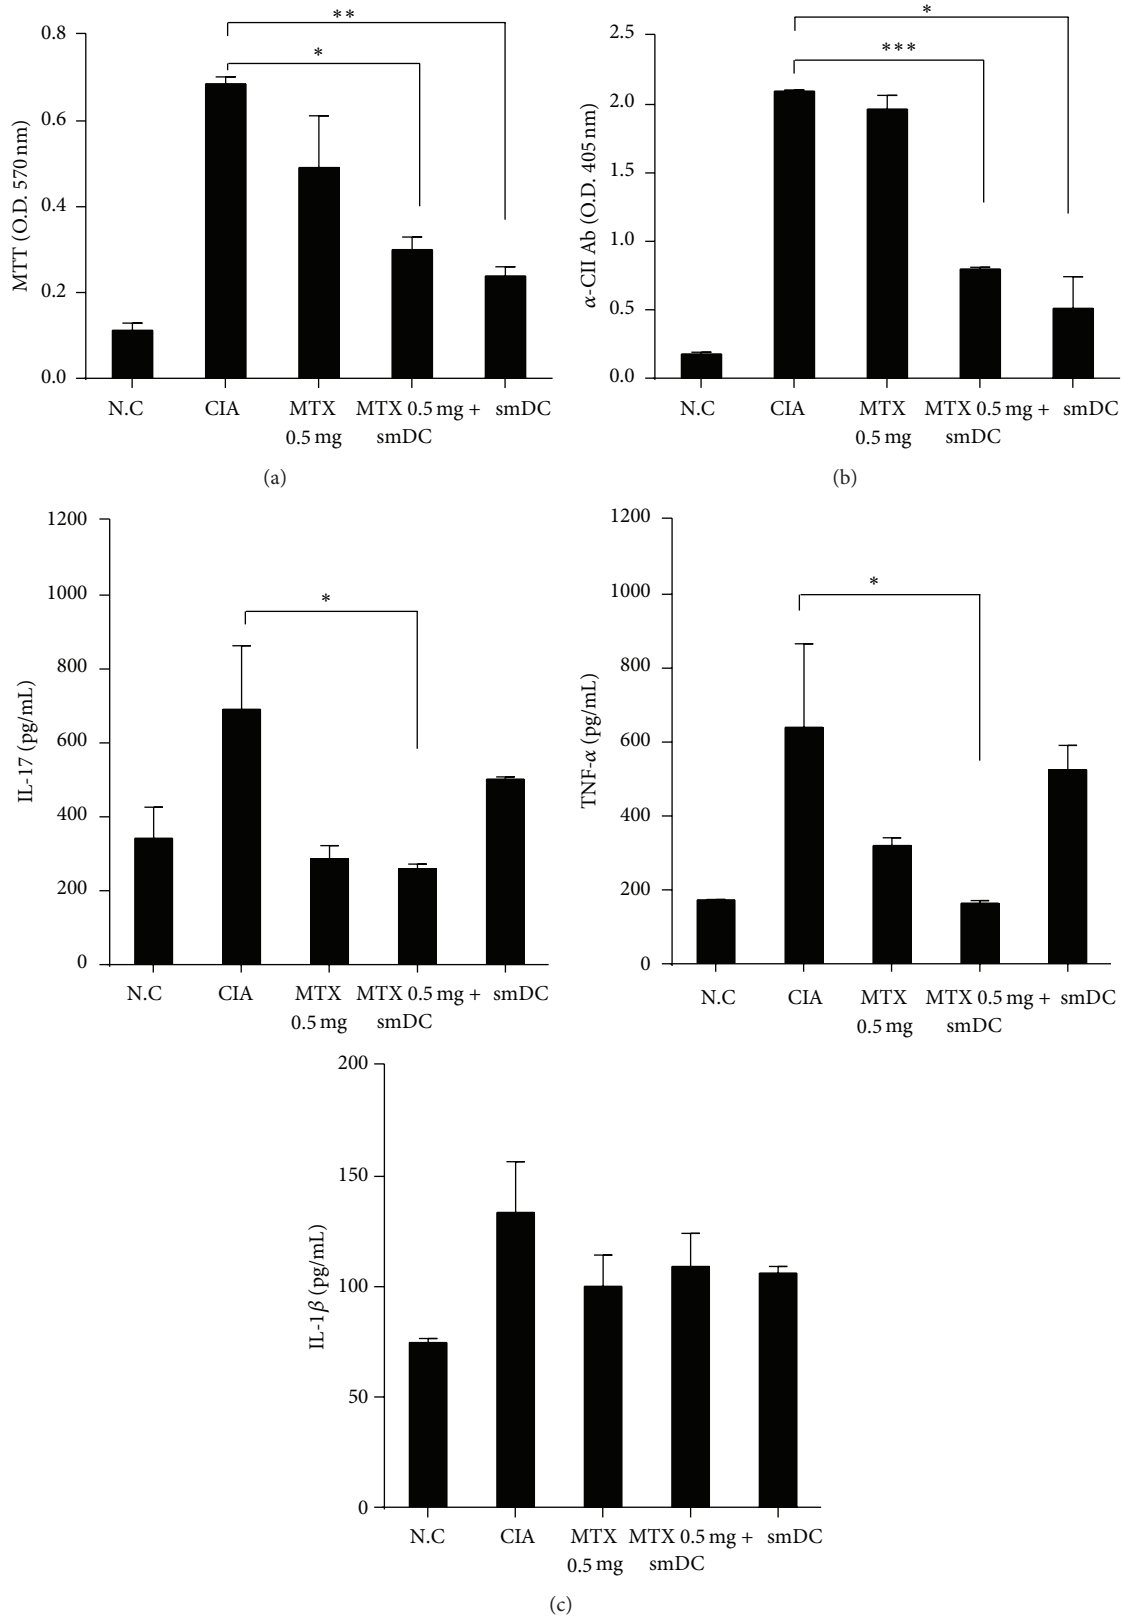 **
*
0.8
0.6
0.4
0.2
0.0
MTT (O.D. 570 nm)
N.C CIA MTX MTX 0.5 mg + smDC
0.5 mg smDC
(a)
*
***
2.5
2.0
1.5
1.0
0.5
0.0
α-CII Ab (O.D. 405 nm)
N.C CIA MTX MTX 0.5 mg + smDC
0.5 mg smDC
(b)
1200
1000
800
600
400
200
0
*
IL-17 (pg/mL)
N.C CIA MTX MTX 0.5 mg + smDC
0.5 mg smDC
1200
1000
800
600
400
200
0
*
TNF-α (pg/mL)
N.C CIA MTX MTX 0.5 mg + smDC
0.5 mg smDC
200
150
100
50
0
IL-1β (pg/mL)
N.C CIA MTX MTX 0.5 mg + smDC
0.5 mg smDC
(c)